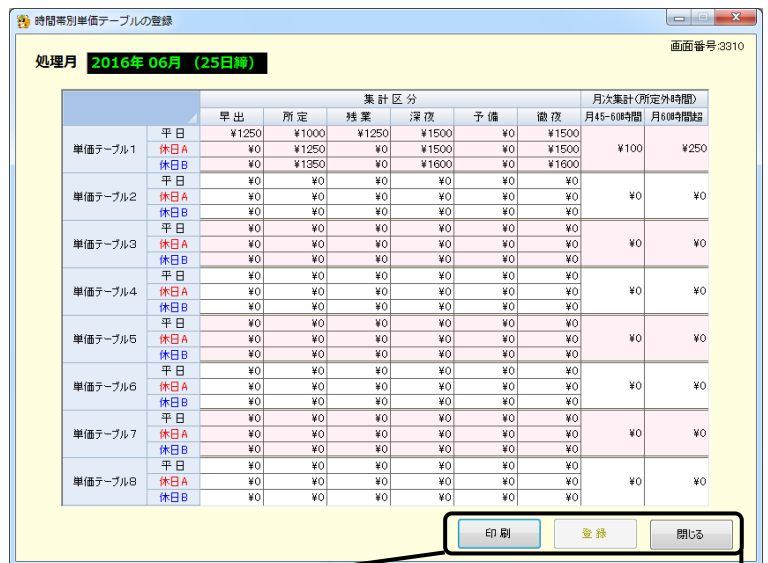 時間帯別単価テーブルの登録
画面番号:3310
処理月 2016年 06月 (25日締)
集計区分 月次集計(所定外時間)
早出 所定 残業 深夜 予備 徹夜 月45-60時間 月60時間超
平日 ¥1250 ¥1000 ¥1250 ¥1500 ¥0 ¥1500
単価テーブル1 休日A ¥0 ¥1250 ¥0 ¥1500 ¥0 ¥1500 ¥100 ¥250
休日B ¥0 ¥1350 ¥0 ¥1600 ¥0 ¥1600
平日 ¥0 ¥0 ¥0 ¥0 ¥0 ¥0
単価テーブル2 休日A ¥0 ¥0 ¥0 ¥0 ¥0 ¥0 ¥0 ¥0
休日B ¥0 ¥0 ¥0 ¥0 ¥0 ¥0
平日 ¥0 ¥0 ¥0 ¥0 ¥0 ¥0
単価テーブル3 休日A ¥0 ¥0 ¥0 ¥0 ¥0 ¥0 ¥0 ¥0
休日B ¥0 ¥0 ¥0 ¥0 ¥0 ¥0
平日 ¥0 ¥0 ¥0 ¥0 ¥0 ¥0
単価テーブル4 休日A ¥0 ¥0 ¥0 ¥0 ¥0 ¥0 ¥0 ¥0
休日B ¥0 ¥0 ¥0 ¥0 ¥0 ¥0
平日 ¥0 ¥0 ¥0 ¥0 ¥0 ¥0
単価テーブル5 休日A ¥0 ¥0 ¥0 ¥0 ¥0 ¥0 ¥0 ¥0
休日B ¥0 ¥0 ¥0 ¥0 ¥0 ¥0
平日 ¥0 ¥0 ¥0 ¥0 ¥0 ¥0
単価テーブル6 休日A ¥0 ¥0 ¥0 ¥0 ¥0 ¥0 ¥0 ¥0
休日B ¥0 ¥0 ¥0 ¥0 ¥0 ¥0
平日 ¥0 ¥0 ¥0 ¥0 ¥0 ¥0
単価テーブル7 休日A ¥0 ¥0 ¥0 ¥0 ¥0 ¥0 ¥0 ¥0
休日B ¥0 ¥0 ¥0 ¥0 ¥0 ¥0
平日 ¥0 ¥0 ¥0 ¥0 ¥0 ¥0
単価テーブル8 休日A ¥0 ¥0 ¥0 ¥0 ¥0 ¥0 ¥0 ¥0
休日B ¥0 ¥0 ¥0 ¥0 ¥0 ¥0
印刷 登録 閉じる